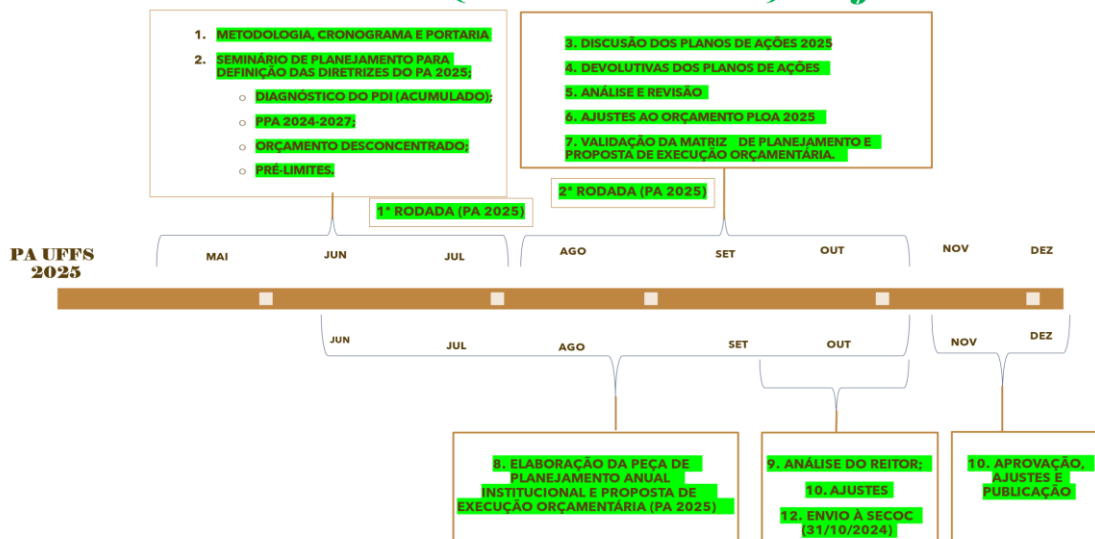 1. METODOLOGIA, CRONOGRAMA E PORTARIA
2. SEMINÁRIO DE PLANEJAMENTO PARA
DEFINIÇÃO DAS DIRETRIZES DO PA 2025;
o DIAGNÓSTICO DO PDI (ACUMULADO);
o PPA 2024-2027;
o ORÇAMENTO DESCONCENTRADO;
o PRÉ-LIMITES.
3. DISCUSÃO DOS PLANOS DE AÇÕES 2025
4. DEVOLUTIVAS DOS PLANOS DE AÇÕES
5. ANÁLISE E REVISÃO
6. AJUSTES AO ORÇAMENTO PLOA 2025
7. VALIDAÇÃO DA MATRIZ DE PLANEJAMENTO E
PROPOSTA DE EXECUÇÃO ORÇAMENTÁRIA.
1ª RODADA (PA 2025)
2ª RODADA (PA 2025)
PA UFFS
2025
MAI JUN JUL AGO SET OUT NOV DEZ
JUN JUL AGO SET OUT NOV DEZ
8. ELABORAÇÃO DA PEÇA DE
PLANEJAMENTO ANUAL
INSTITUCIONAL E PROPOSTA DE
EXECUÇÃO ORÇAMENTÁRIA (PA 2025)
9. ANÁLISE DO REITOR;
10. AJUSTES
12. ENVIO À SECOC
(31/10/2024)
10. APROVAÇÃO,
AJUSTES E
PUBLICAÇÃO